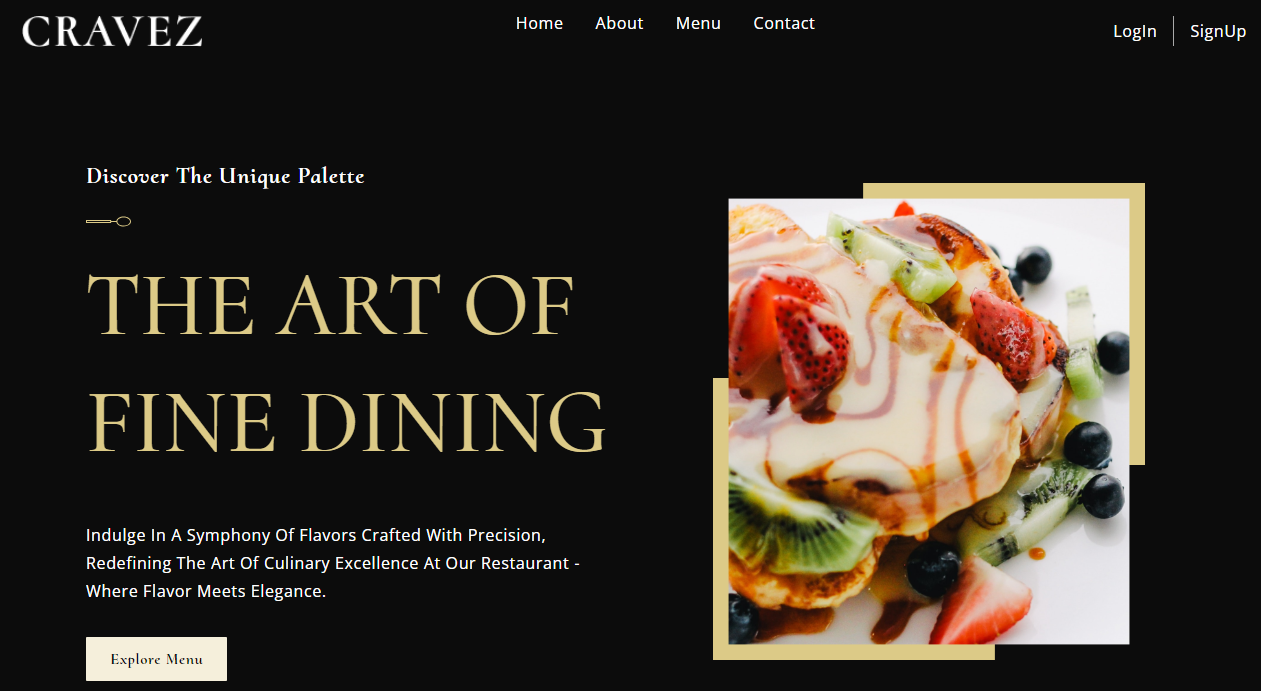 CRAVEZ
Home About Menu Contact
LogIn SignUp
Discover The Unique Palette
THE ART OF
FINE DINING
Indulge In A Symphony Of Flavors Crafted With Precision,
Redefining The Art Of Culinary Excellence At Our Restaurant -
Where Flavor Meets Elegance.
Explore Menu